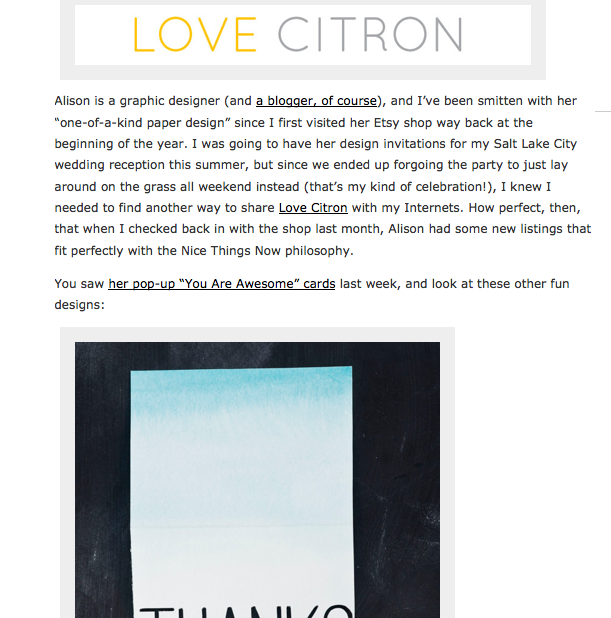 LOVE CITRON
Alison is a graphic designer (and a blogger, of course), and I’ve been smitten with her
“one-of-a-kind paper design” since I first visited her Etsy shop way back at the
beginning of the year. I was going to have her design invitations for my Salt Lake City
wedding reception this summer, but since we ended up forgoing the party to just lay
around on the grass all weekend instead (that’s my kind of celebration!), I knew I
needed to find another way to share Love Citron with my Internets. How perfect, then,
that when I checked back in with the shop last month, Alison had some new listings that
fit perfectly with the Nice Things Now philosophy.
You saw her pop-up “You Are Awesome” cards last week, and look at these other fun
designs:
THANKS